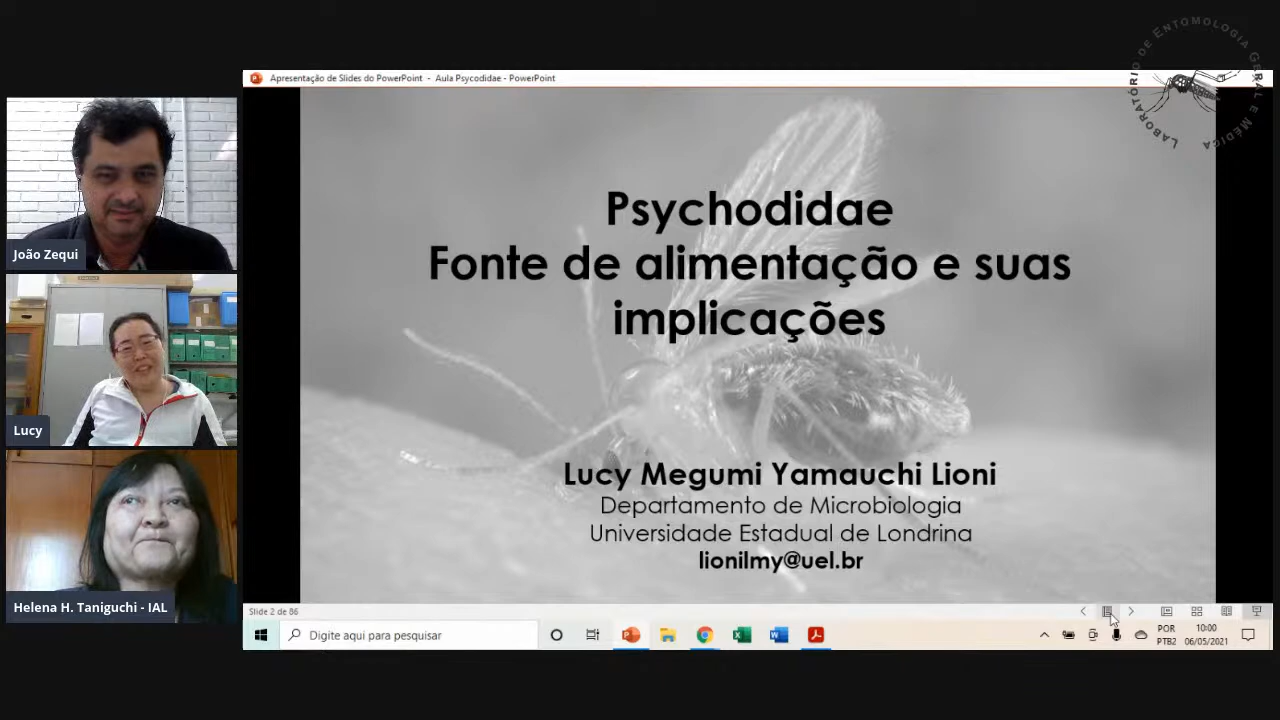 LABORATÓRIO DE ENTOMOLOGIA GERAL E MÉDICA
Apresentação de Slides do PowerPoint - Aula Psycodidae - PowerPoint
João Zequi
Lucy
Helena H. Taniguchi - IAL
Psychodidae
Fonte de alimentação e suas
implicações
Lucy Megumi Yamauchi Lioni
Departamento de Microbiologia
Universidade Estadual de Londrina
lionilmy@uel.br
Slide 2 de 86
Digite aqui para pesquisar
POR
PTB2
10:00
06/05/2021